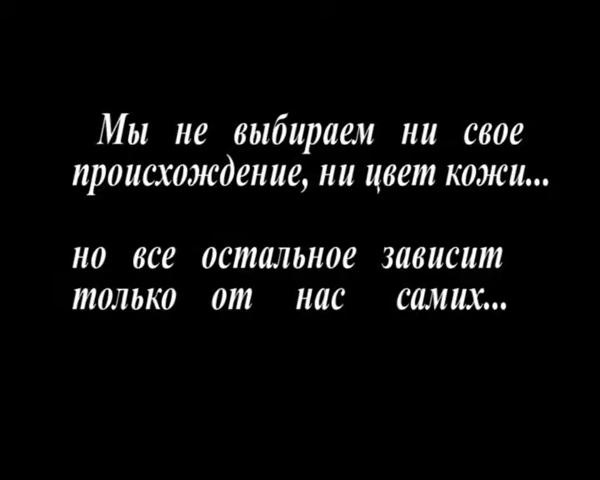 Мы не выбираем ни свое
происхождение, ни цвет кожи...
но все остальное зависит
только от нас самих...